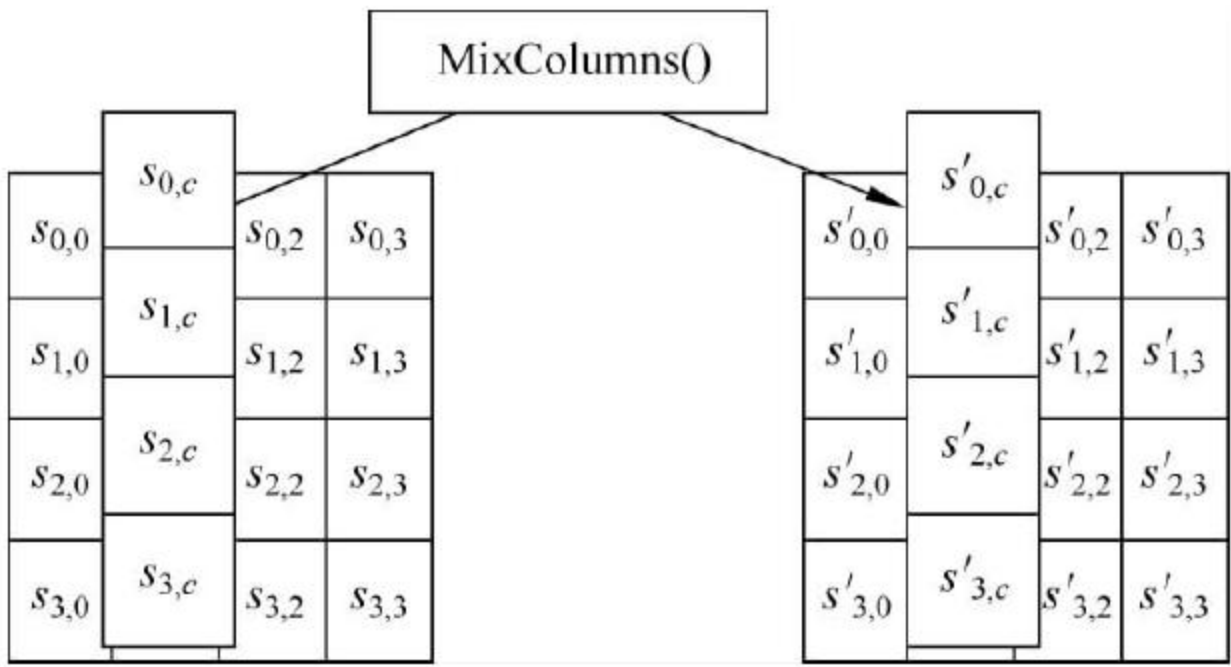 MixColumns()
s0,c s'0,c
s0,0 s0,2 s0,3 s'0,0 s'0,2 s'0,3
s1,c s'1,c
s1,0 s1,2 s1,3 s'1,0 s'1,2 s'1,3
s2,c s'2,c
s2,0 s2,2 s2,3 s'2,0 s'2,2 s'2,3
s3,c s'3,c
s3,0 s3,2 s3,3 s'3,0 s'3,2 s'3,3